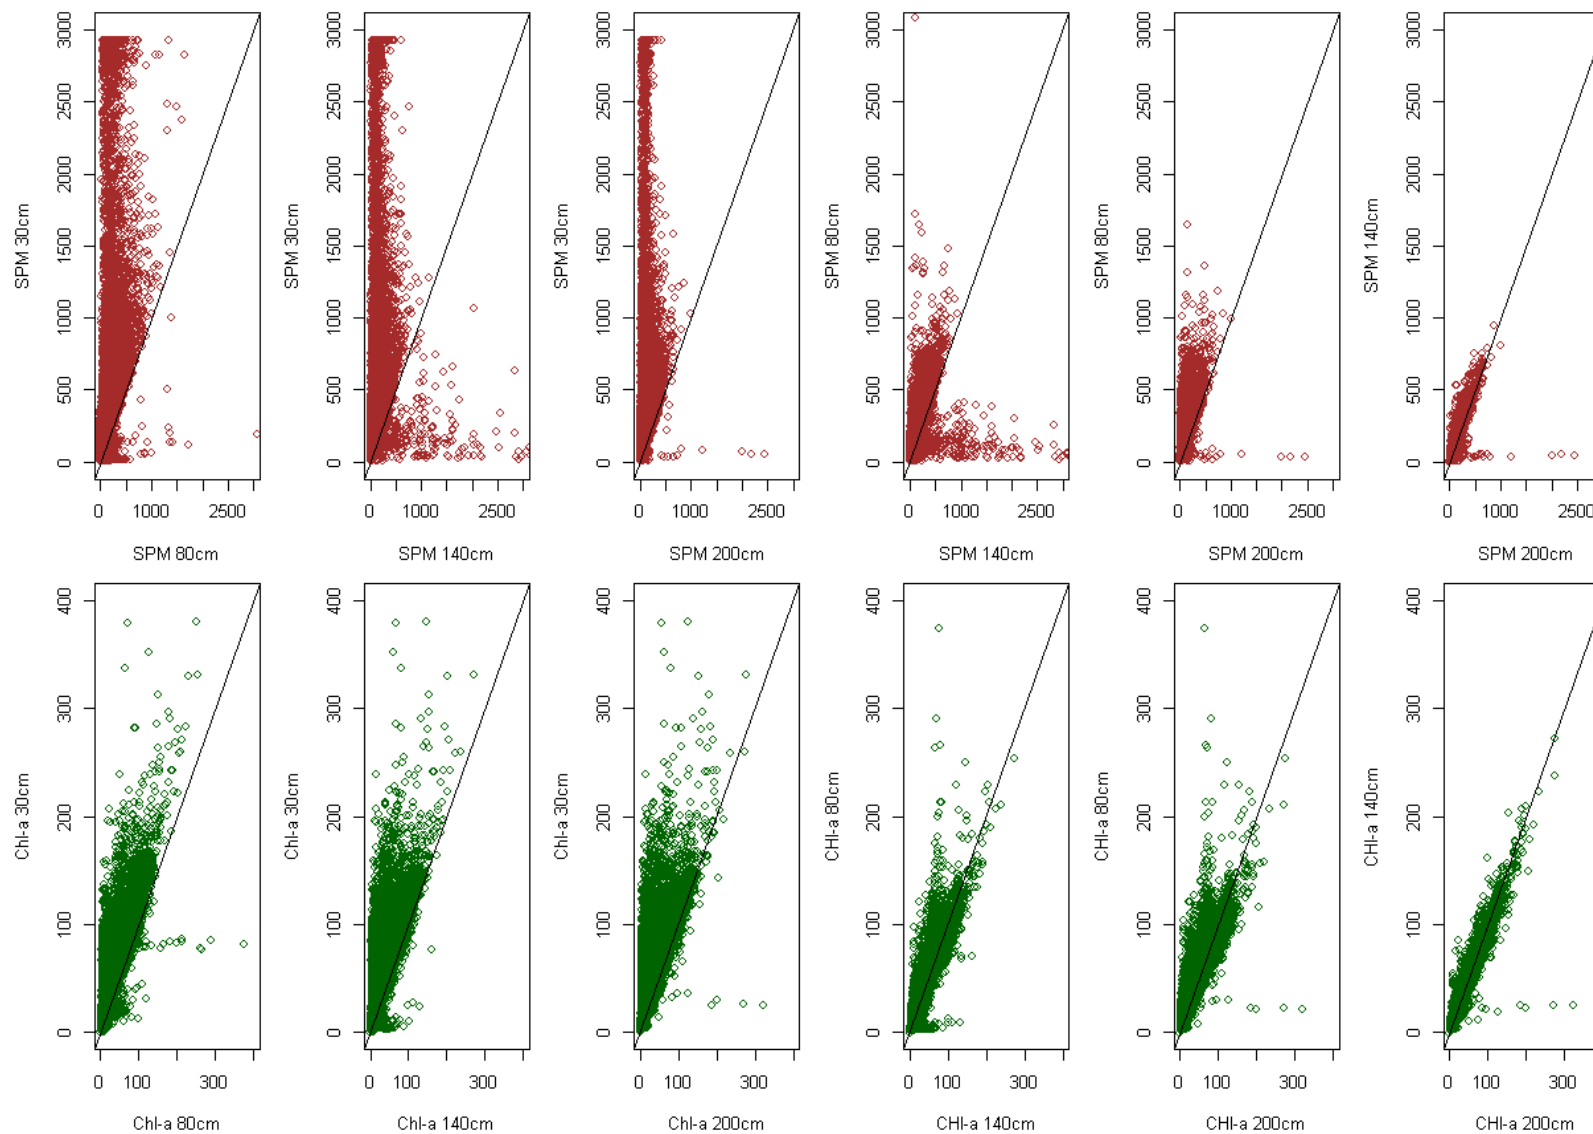 SPM 30cm
0 500 1000 1500 2000 2500 3000
0 1000 2500
SPM 80cm
SPM 30cm
0 500 1000 1500 2000 2500 3000
0 1000 2500
SPM 140cm
SPM 30cm
0 500 1000 1500 2000 2500 3000
0 1000 2500
SPM 200cm
SPM 80cm
0 500 1000 1500 2000 2500 3000
0 1000 2500
SPM 140cm
SPM 80cm
0 500 1000 1500 2000 2500 3000
0 1000 2500
SPM 200cm
SPM 140cm
0 500 1000 1500 2000 2500 3000
0 1000 2500
SPM 200cm
Chl-a 30cm
0 100 200 300 400
0 100 300
Chl-a 80cm
Chl-a 30cm
0 100 200 300 400
0 100 300
Chl-a 140cm
Chl-a 30cm
0 100 200 300 400
0 100 300
Chl-a 200cm
CHl-a 80cm
0 100 200 300 400
0 100 300
CHl-a 140cm
CHl-a 80cm
0 100 200 300 400
0 100 300
CHl-a 200cm
CHl-a 140cm
0 100 200 300 400
0 100 300
CHl-a 200cm